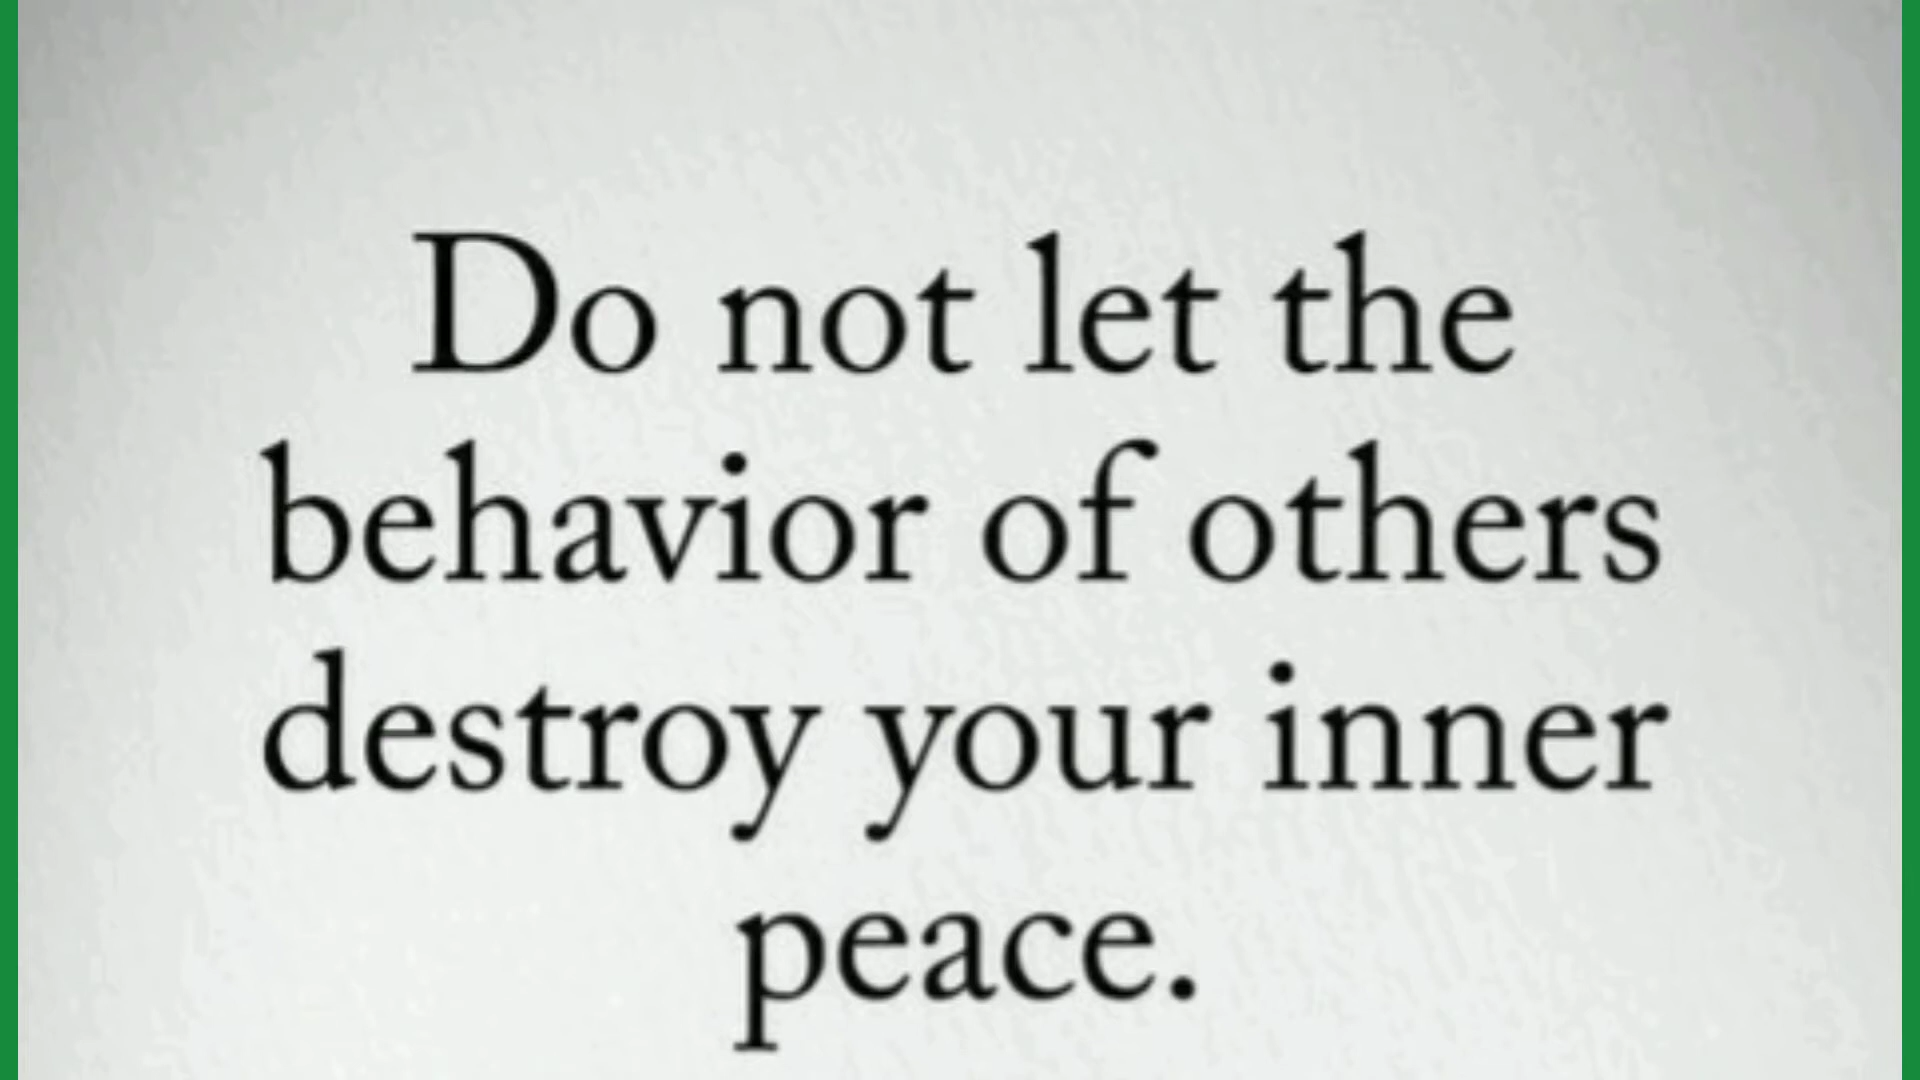 Do not let the
behavior of others
destroy your inner
peace.